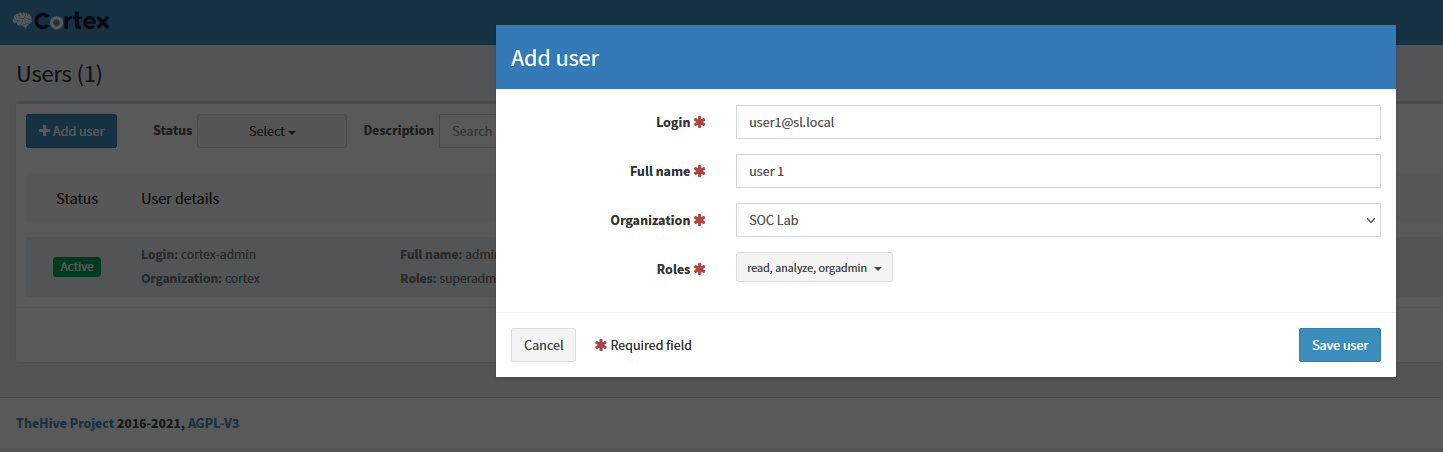 Cortex
Users (1)
Add user
Status
Select
Description
Search
Status
User details
Active
Login: cortex-admin
Full name: admin
Organization: cortex
Roles: superadm
Add user
Login ✱
user1@sl.local
Full name ✱
user 1
Organization ✱
SOC Lab
Roles ✱
read, analyze, orgadmin
Cancel
✱ Required field
Save user
TheHive Project 2016-2021, AGPL-V3